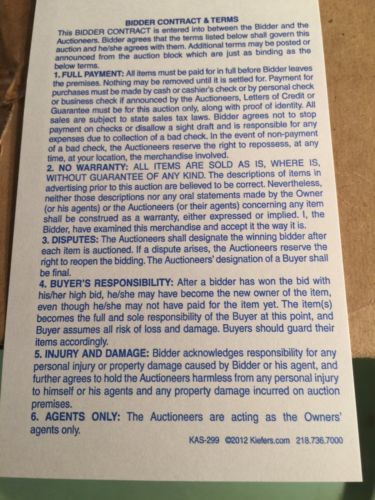 BIDDER CONTRACT & TERMS
This BIDDER CONTRACT is entered into between the Bidder and the
Auctioneers. Bidder agrees that the terms listed below shall govern this
auction and he/she agrees with them. Additional terms may be posted or
announced from the auction block which are just as binding as the
below terms.
1. FULL PAYMENT: All items must be paid for in full before Bidder leaves
the premises. Nothing may be removed until it is settled for. Payment for
purchases must be made by cash or cashier's check or by personal check
or business check if announced by the Auctioneers, Letters of Credit or
Guarantee must be for this auction only, along with proof of identity. All
sales are subject to state sales tax laws. Bidder agrees not to stop
payment on checks or disallow a sight draft and is responsible for any
expenses due to collection of a bad check. In the event of non-payment
of a bad check, the Auctioneers reserve the right to repossess, at any
time, at your location, the merchandise involved.
2. NO WARRANTY: ALL ITEMS ARE SOLD AS IS, WHERE IS,
WITHOUT GUARANTEE OF ANY KIND. The descriptions of items in
advertising prior to this auction are believed to be correct. Nevertheless,
neither those descriptions nor any oral statements made by the Owner
(or his agents) or the Auctioneers (or their agents) concerning any item
shall be construed as a warranty, either expressed or implied. I, the
Bidder, have examined this merchandise and accept it the way it is.
3. DISPUTES: The Auctioneers shall designate the winning bidder after
each item is auctioned. If a dispute arises, the Auctioneers reserve the
right to reopen the bidding. The Auctioneers' designation of a Buyer shall
be final.
4. BUYER'S RESPONSIBILITY: After a bidder has won the bid with
his/her high bid, he/she may have become the new owner of the item,
even though he/she may not have paid for the item yet. The item(s)
becomes the full and sole responsibility of the Buyer at this point, and
Buyer assumes all risk of loss and damage. Buyers should guard their
items accordingly.
5. INJURY AND DAMAGE: Bidder acknowledges responsibility for any
personal injury or property damage caused by Bidder or his agent, and
further agrees to hold the Auctioneers harmless from any personal injury
to himself or his agents and any property damage incurred on auction
premises.
6. AGENTS ONLY: The Auctioneers are acting as the Owners'
agents only.
KAS-299 ©2012 Kiefers.com 218.736.7000